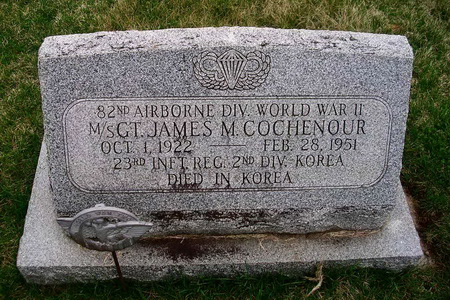 82ND AIRBORNE DIV. WORLD WAR II
M/SGT. JAMES M. COCHENOUR
OCT. 1, 1922 — FEB. 28, 1951
23RD INFT. REG. 2ND DIV. KOREA
DIED IN KOREA